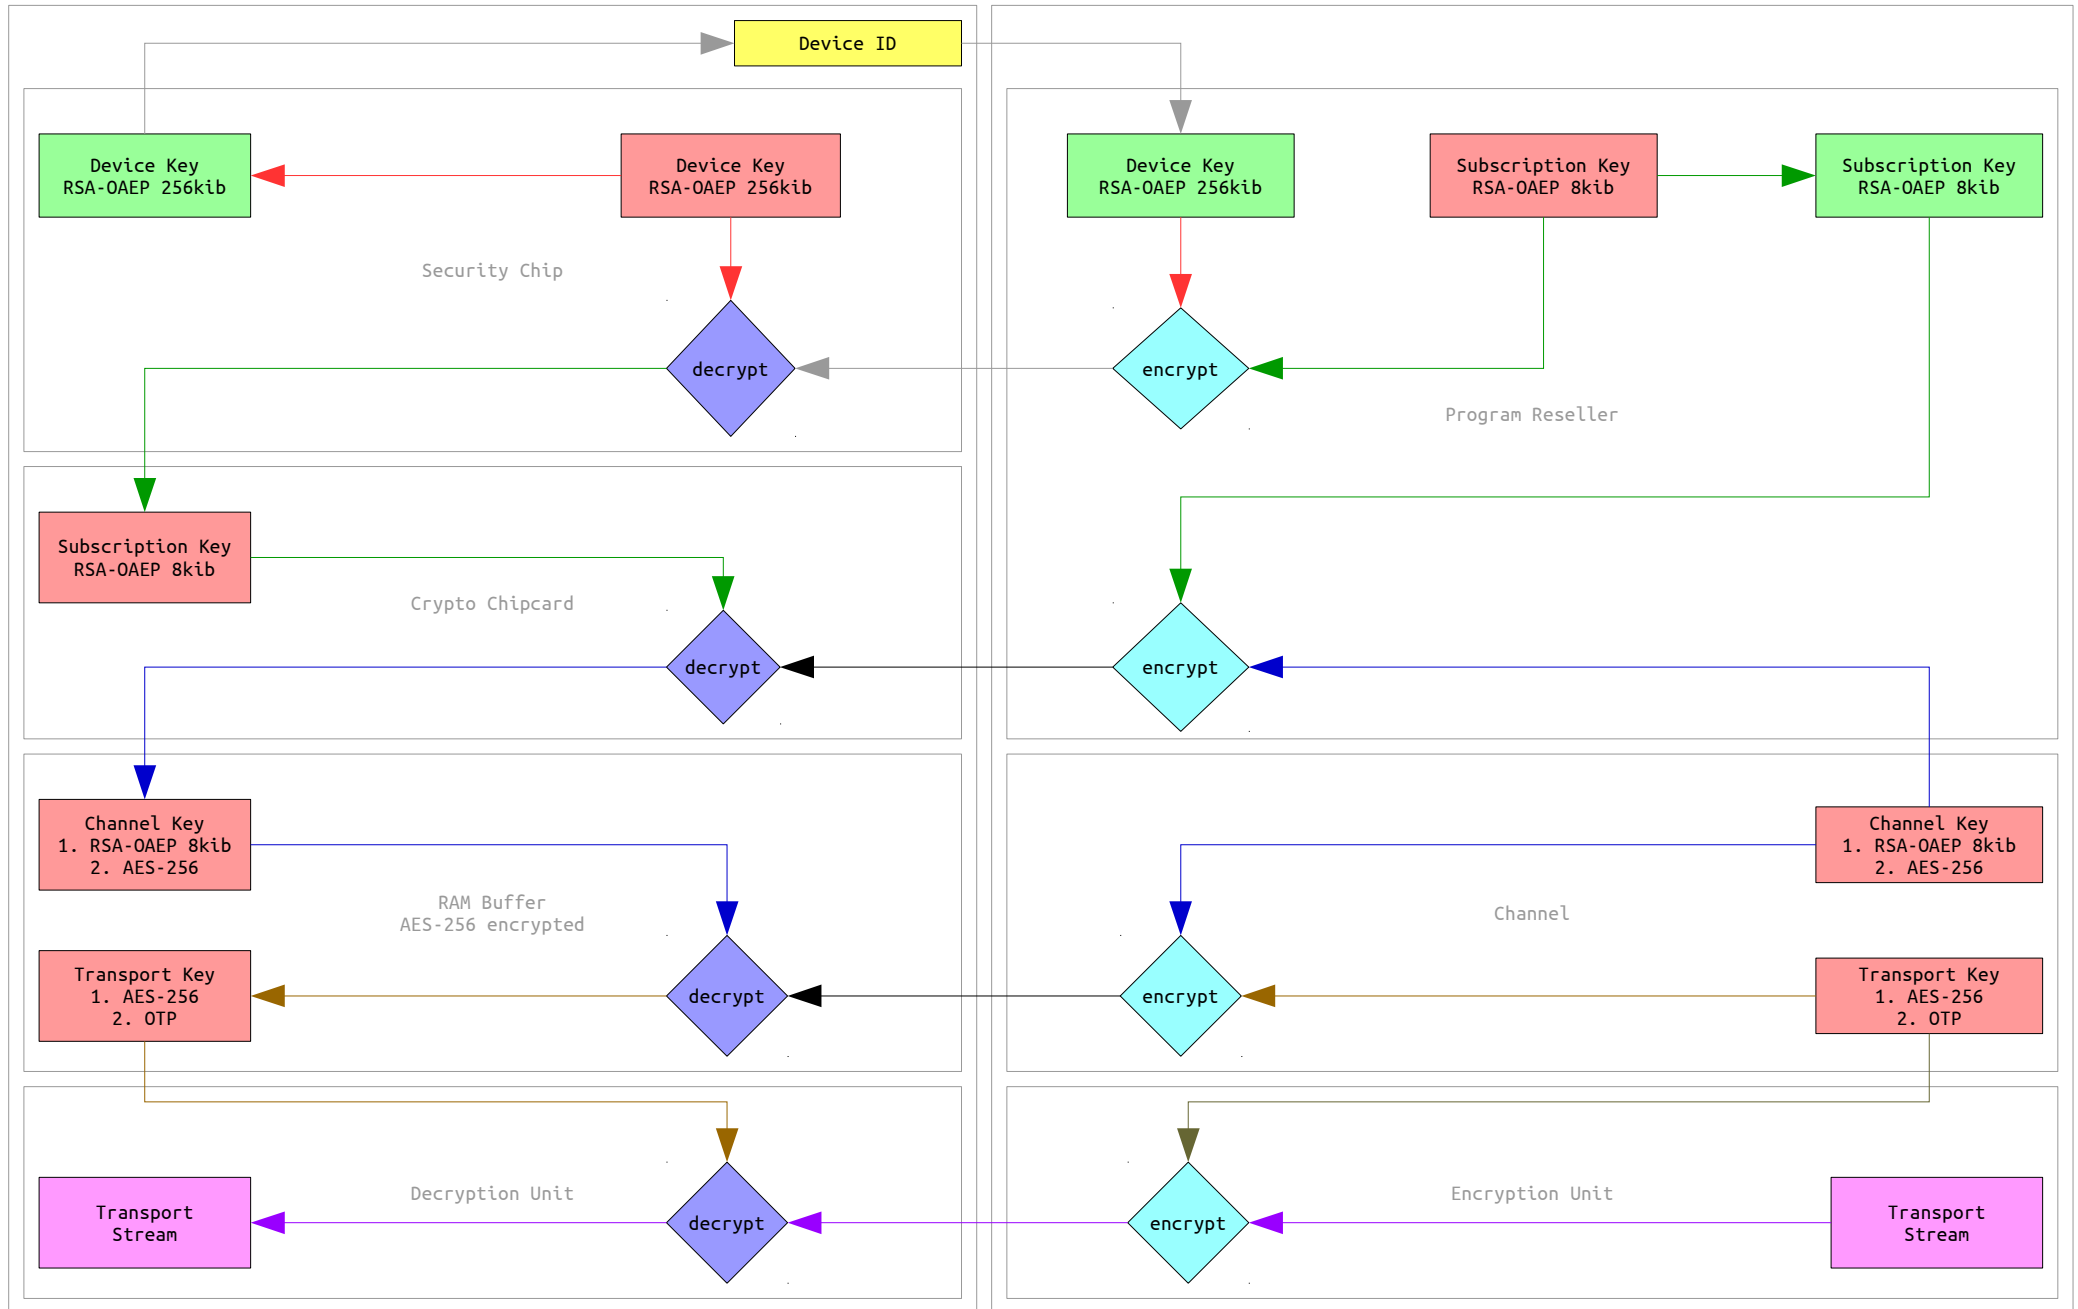 Device ID
Device Key
RSA-OAEP 256kib
Device Key
RSA-OAEP 256kib
Security Chip
decrypt
Subscription Key
RSA-OAEP 8kib
Crypto Chipcard
decrypt
Channel Key
1. RSA-OAEP 8kib
2. AES-256
RAM Buffer
AES-256 encrypted
Transport Key
1. AES-256
2. OTP
decrypt
Decryption Unit
Transport
Stream
decrypt
Device Key
RSA-OAEP 256kib
Subscription Key
RSA-OAEP 8kib
Subscription Key
RSA-OAEP 8kib
encrypt
Program Reseller
encrypt
Channel Key
1. RSA-OAEP 8kib
2. AES-256
Channel
encrypt
Transport Key
1. AES-256
2. OTP
Encryption Unit
encrypt
Transport
Stream